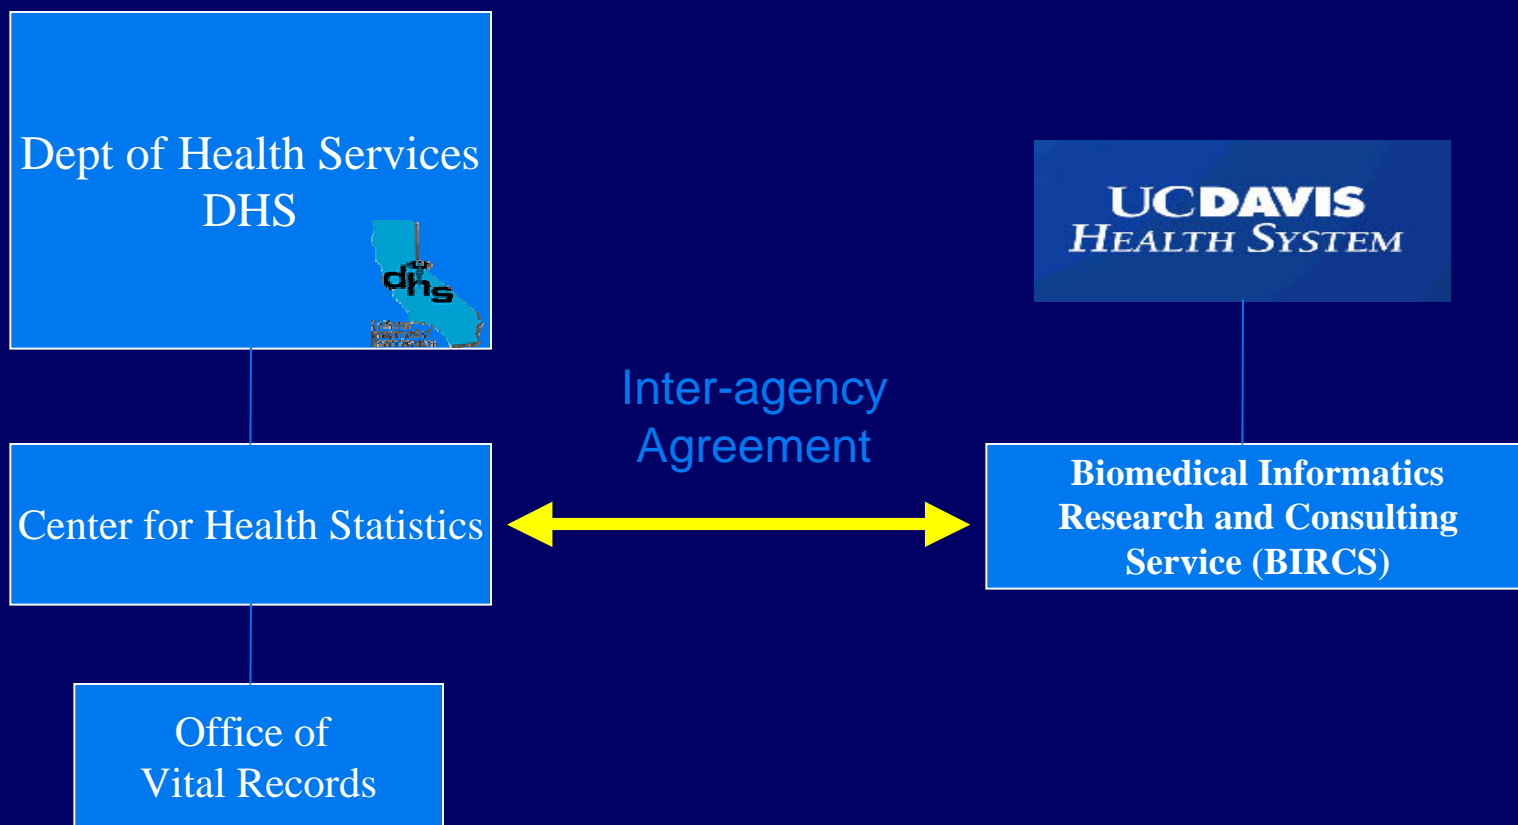 Dept of Health Services
DHS
dhs
UCDAVIS
HEALTH SYSTEM
Inter-agency
Agreement
Center for Health Statistics
Biomedical Informatics
Research and Consulting
Service (BIRCS)
Office of
Vital Records